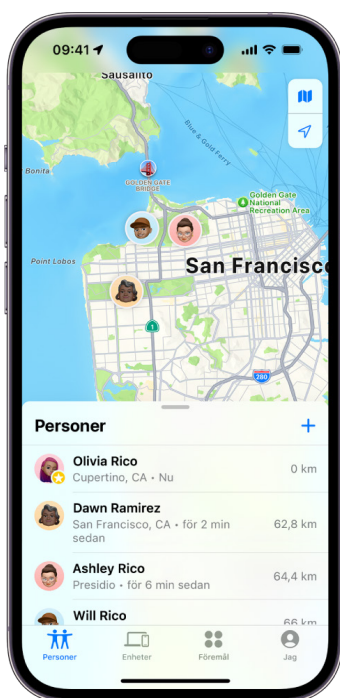 09:41
Sausalito
Blue & Gold Ferry
Bonita
GOLDEN GATE
BRIDGE
Golden Gate
National
Recreation Area
Point Lobos
San Francisco
1
280
Personer
Olivia Rico
Cupertino, CA • Nu
0 km
Dawn Ramirez
San Francisco, CA • för 2 min
sedan
62,8 km
Ashley Rico
Presidio • för 6 min sedan
64,4 km
Will Rico
66 km
Personer
Enheter
Föremål
Jag